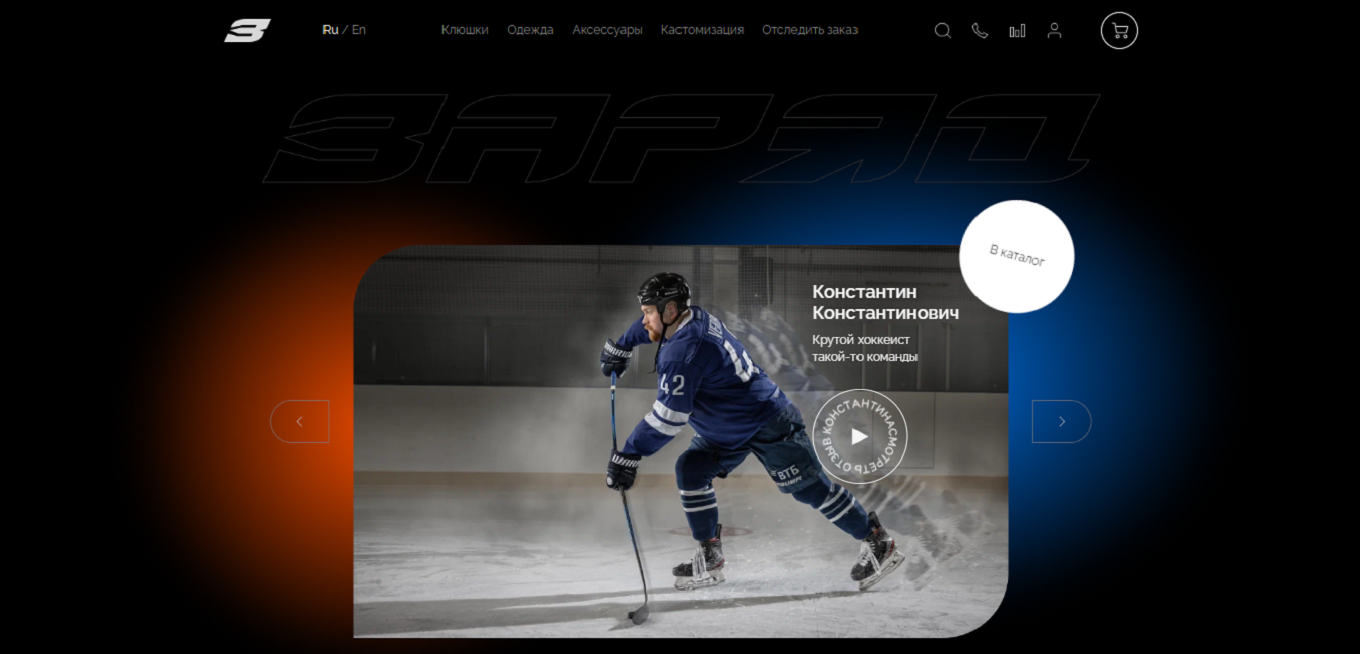 Ru / En
Клюшки Одежда Аксессуары Кастомизация Отследить заказ
ЗАРЯД
В каталог
Константин
Константинович
Крутой хоккеист
такой-то команды
СМОТРЕТЬ ОТЗЫВ КОНСТАНТИНА
42
ВТБ